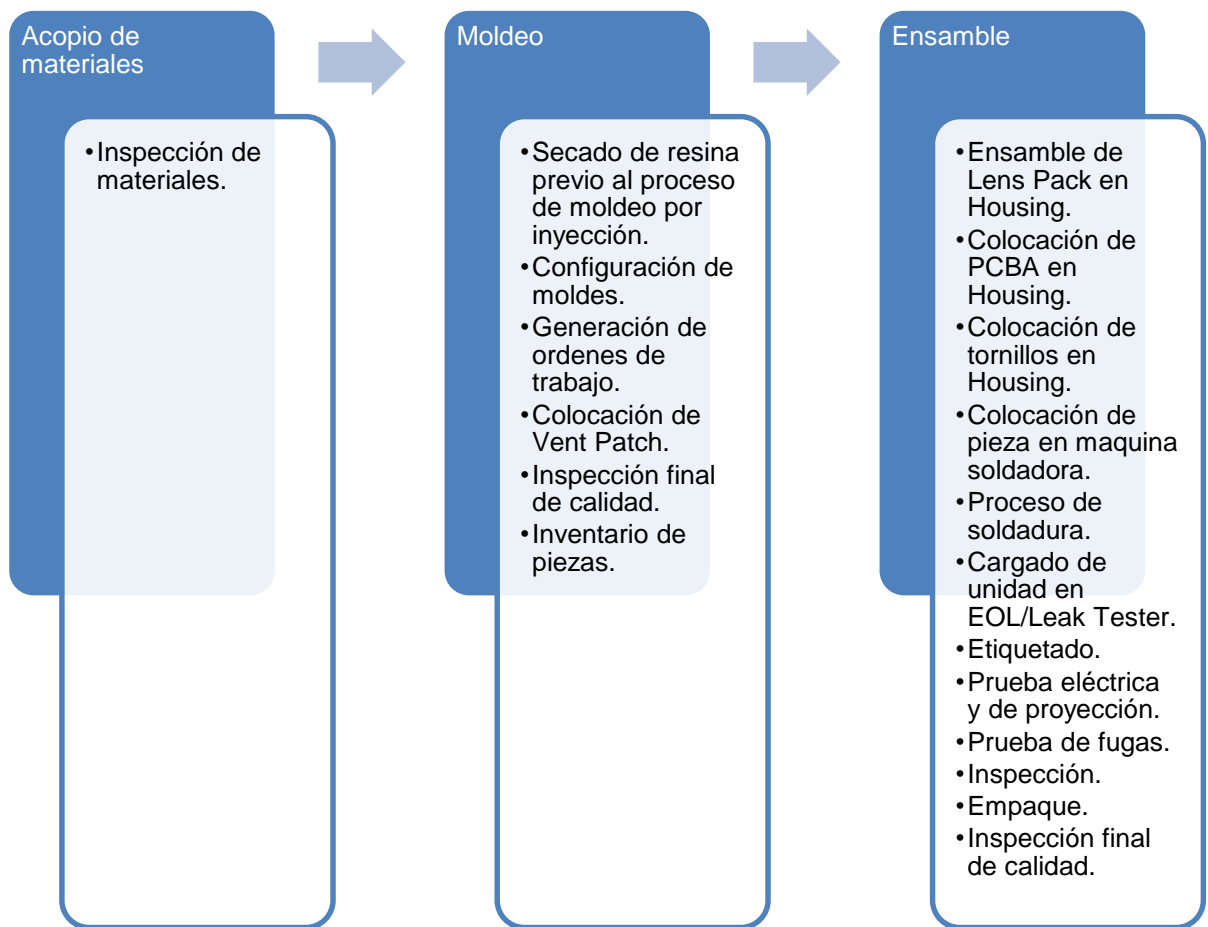 Acopio de
materiales
•Inspección de
materiales.
Moldeo
•Secado de resina
previo al proceso
de moldeo por
inyección.
•Configuración de
moldes.
•Generación de
ordenes de
trabajo.
•Colocación de
Vent Patch.
•Inspección final
de calidad.
•Inventario de
piezas.
Ensamble
•Ensamble de
Lens Pack en
Housing.
•Colocación de
PCBA en
Housing.
•Colocación de
tornillos en
Housing.
•Colocación de
pieza en maquina
soldadora.
•Proceso de
soldadura.
•Cargado de
unidad en
EOL/Leak Tester.
•Etiquetado.
•Prueba eléctrica
y de proyección.
•Prueba de fugas.
•Inspección.
•Empaque.
•Inspección final
de calidad.